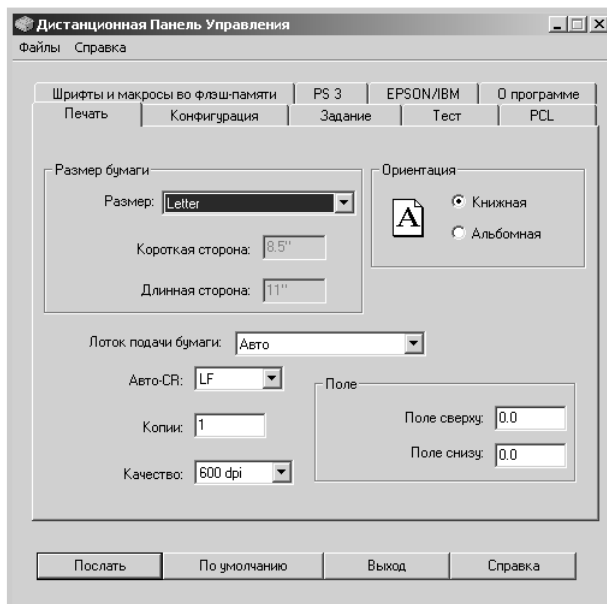 Дистанционная Панель Управления
Файлы Справка
Шрифты и макросы во флэш-памяти PS 3 EPSON/IBM О программе
Печать Конфигурация Задание Тест PCL
Размер бумаги
Размер: Letter
Короткая сторона: 8.5"
Длинная сторона: 11"
Ориентация
A
Книжная
Альбомная
Лоток подачи бумаги: Авто
Авто-CR: LF
Копии: 1
Качество: 600 dpi
Поле
Поле сверху: 0.0
Поле снизу: 0.0
Послать По умолчанию Выход Справка